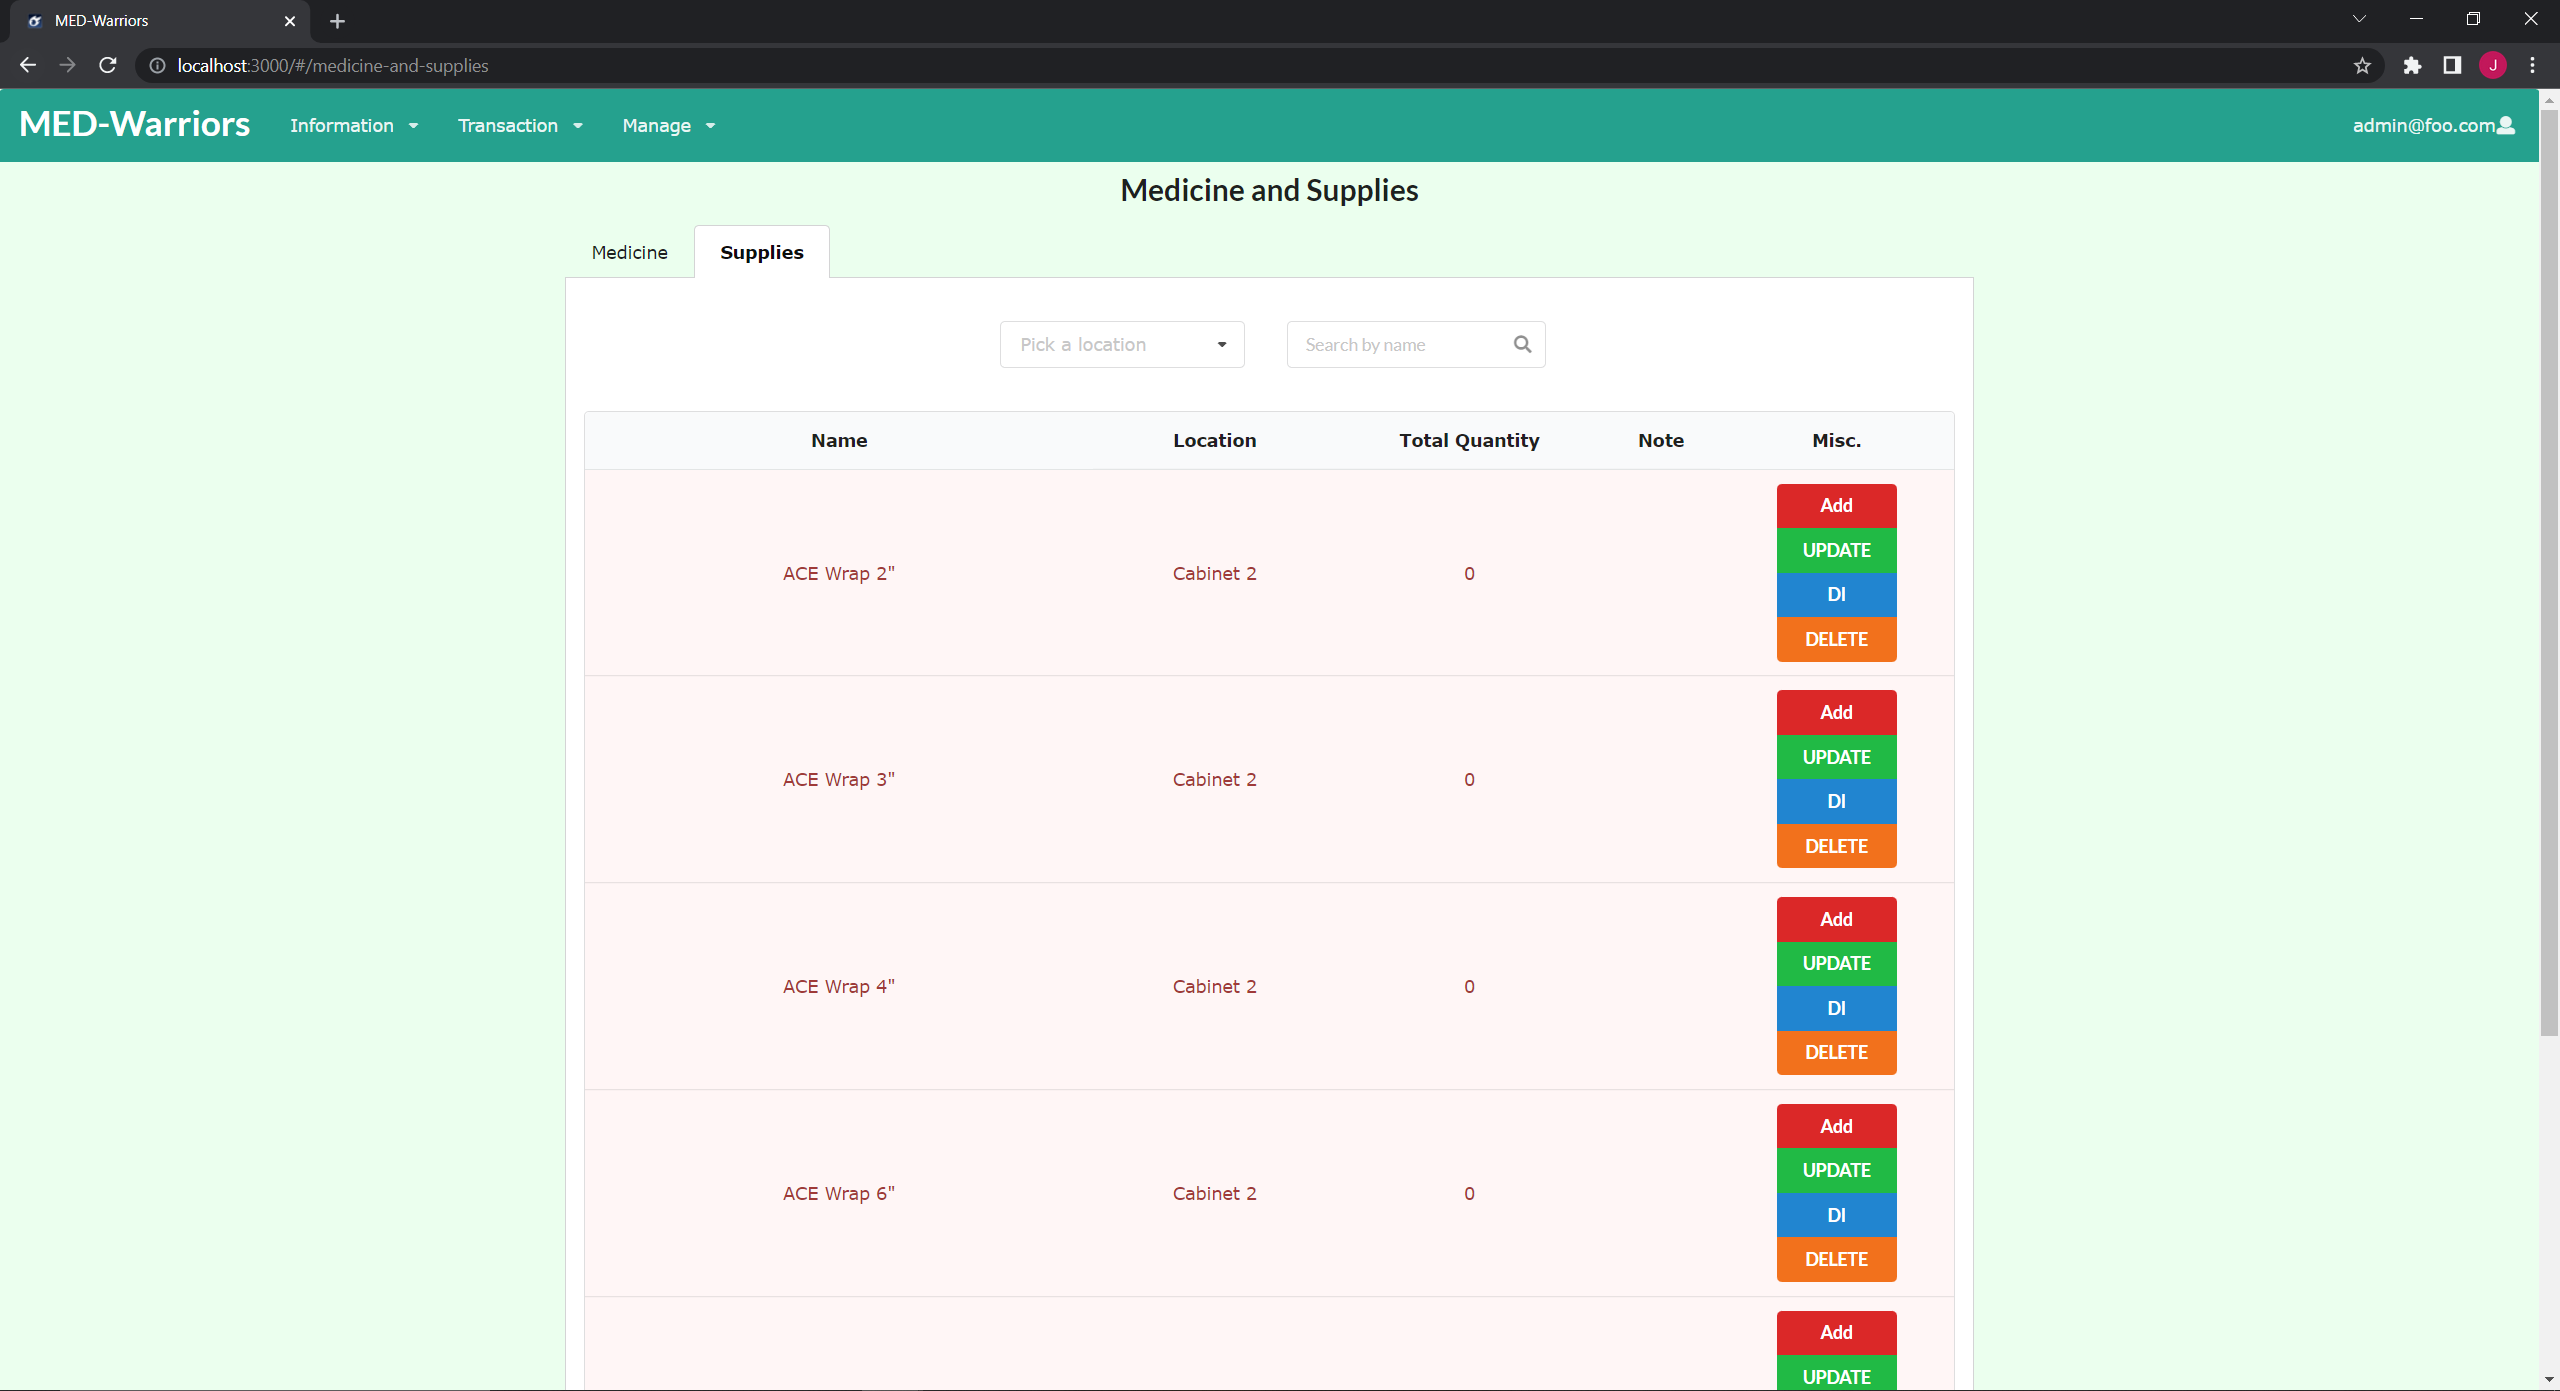 MED-Warriors
localhost:3000/#/medicine-and-supplies
J
MED-Warriors Information Transaction Manage admin@foo.com
Medicine and Supplies
Medicine Supplies
Pick a location Search by name
Name Location Total Quantity Note Misc.
Add
UPDATE
ACE Wrap 2" Cabinet 2 0
DI
DELETE
Add
UPDATE
ACE Wrap 3" Cabinet 2 0
DI
DELETE
Add
UPDATE
ACE Wrap 4" Cabinet 2 0
DI
DELETE
Add
UPDATE
ACE Wrap 6" Cabinet 2 0
DI
DELETE
Add
UPDATE